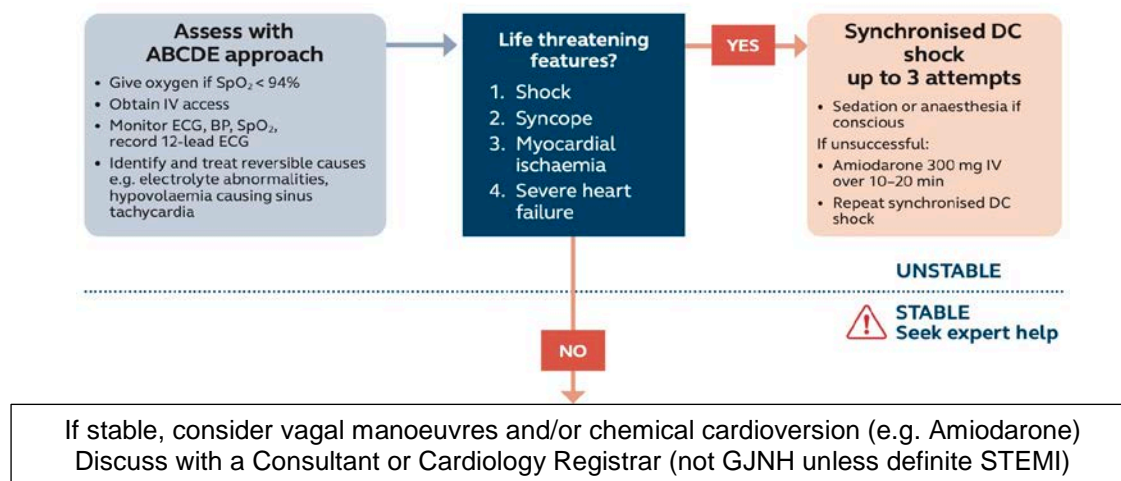 Assess with
ABCDE approach
• Give oxygen if SpO₂ < 94%
• Obtain IV access
• Monitor ECG, BP, SpO₂,
record 12-lead ECG
• Identify and treat reversible causes
e.g. electrolyte abnormalities,
hypovolaemia causing sinus
tachycardia
Life threatening
features?
1. Shock
2. Syncope
3. Myocardial
ischaemia
4. Severe heart
failure
YES
Synchronised DC
shock
up to 3 attempts
• Sedation or anaesthesia if
conscious
If unsuccessful:
• Amiodarone 300 mg IV
over 10–20 min
• Repeat synchronised DC
shock
UNSTABLE
STABLE
Seek expert help
NO
If stable, consider vagal manoeuvres and/or chemical cardioversion (e.g. Amiodarone)
Discuss with a Consultant or Cardiology Registrar (not GJNH unless definite STEMI)